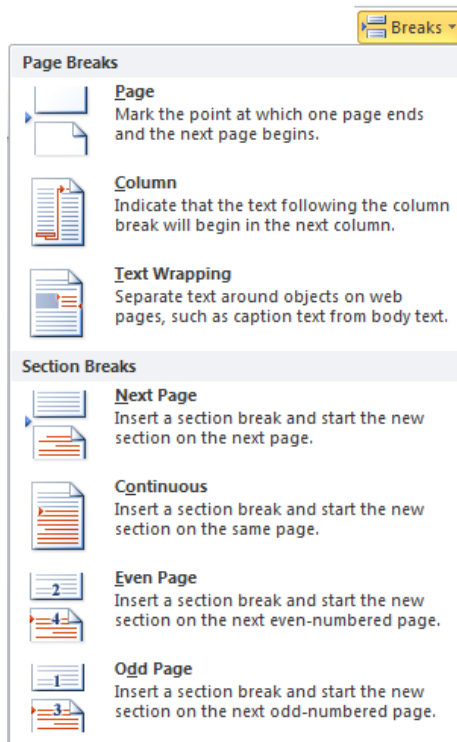 Breaks
Page Breaks
Page
Mark the point at which one page ends
and the next page begins.
Column
Indicate that the text following the column
break will begin in the next column.
Text Wrapping
Separate text around objects on web
pages, such as caption text from body text.
Section Breaks
Next Page
Insert a section break and start the new
section on the next page.
Continuous
Insert a section break and start the new
section on the same page.
2
4
Even Page
Insert a section break and start the new
section on the next even-numbered page.
1
3
Odd Page
Insert a section break and start the new
section on the next odd-numbered page.